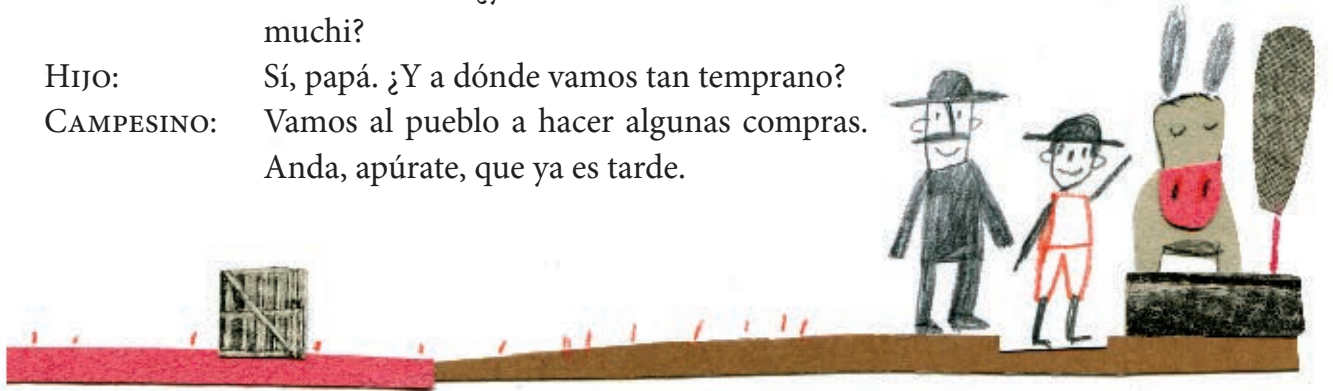 muchi?
HIJO: Sí, papá. ¿Y a dónde vamos tan temprano?
CAMPESINO: Vamos al pueblo a hacer algunas compras.
Anda, apúrate, que ya es tarde.